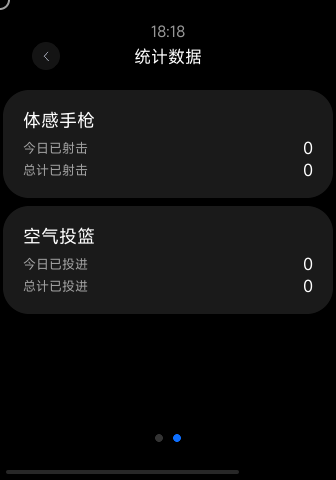 18:18
统计数据
体感手枪
今日已射击 0
总计已射击 0
空气投篮
今日已投进 0
总计已投进 0